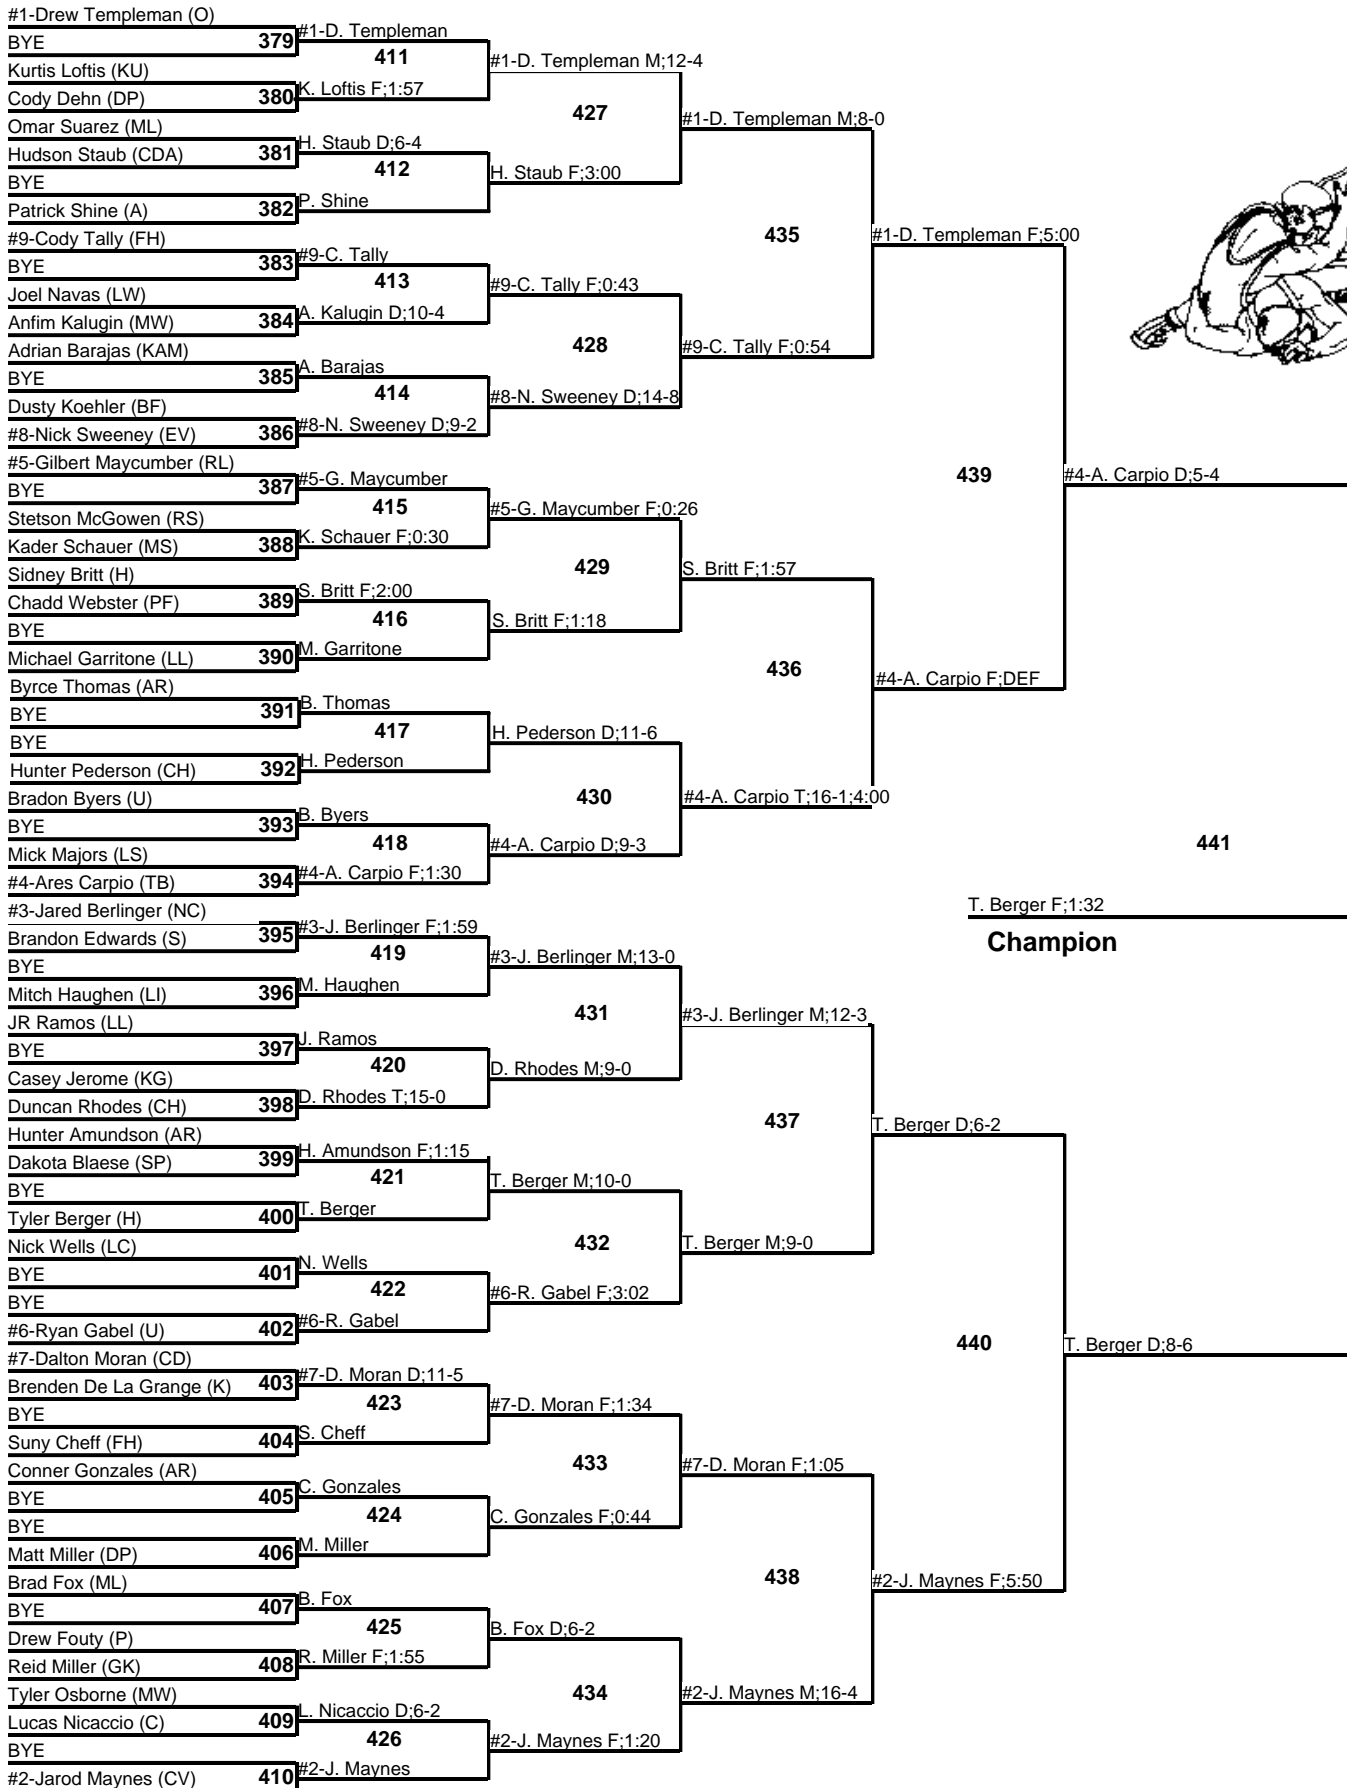 #1-Drew Templeman (O)
BYE
379
#1-D. Templeman
411
#1-D. Templeman M;12-4
Kurtis Loftis (KU)
Cody Dehn (DP)
380
K. Loftis F;1:57
427
#1-D. Templeman M;8-0
Omar Suarez (ML)
Hudson Staub (CDA)
381
H. Staub D;6-4
412
H. Staub F;3:00
BYE
Patrick Shine (A)
382
P. Shine
435
#1-D. Templeman F;5:00
#9-Cody Tally (FH)
BYE
383
#9-C. Tally
413
#9-C. Tally F;0:43
Joel Navas (LW)
Anfim Kalugin (MW)
384
A. Kalugin D;10-4
428
#9-C. Tally F;0:54
Adrian Barajas (KAM)
BYE
385
A. Barajas
414
#8-N. Sweeney D;14-8
Dusty Koehler (BF)
#8-Nick Sweeney (EV)
386
#8-N. Sweeney D;9-2
439
#4-A. Carpio D;5-4
#5-Gilbert Maycumber (RL)
BYE
387
#5-G. Maycumber
415
#5-G. Maycumber F;0:26
Stetson McGowen (RS)
Kader Schauer (MS)
388
K. Schauer F;0:30
429
S. Britt F;1:57
Sidney Britt (H)
Chadd Webster (PF)
389
S. Britt F;2:00
416
S. Britt F;1:18
BYE
Michael Garritone (LL)
390
M. Garritone
436
#4-A. Carpio F;DEF
Byrce Thomas (AR)
BYE
391
B. Thomas
417
H. Pederson D;11-6
BYE
Hunter Pederson (CH)
392
H. Pederson
430
#4-A. Carpio T;16-1;4:00
Bradon Byers (U)
BYE
393
B. Byers
418
#4-A. Carpio D;9-3
Mick Majors (LS)
#4-Ares Carpio (TB)
394
#4-A. Carpio F;1:30
441
T. Berger F;1:32
Champion
#3-Jared Berlinger (NC)
Brandon Edwards (S)
395
#3-J. Berlinger F;1:59
419
#3-J. Berlinger M;13-0
BYE
Mitch Haughen (LI)
396
M. Haughen
431
#3-J. Berlinger M;12-3
JR Ramos (LL)
BYE
397
J. Ramos
420
D. Rhodes M;9-0
Casey Jerome (KG)
Duncan Rhodes (CH)
398
D. Rhodes T;15-0
437
T. Berger D;6-2
Hunter Amundson (AR)
Dakota Blaese (SP)
399
H. Amundson F;1:15
421
T. Berger M;10-0
BYE
Tyler Berger (H)
400
T. Berger
432
T. Berger M;9-0
Nick Wells (LC)
BYE
401
N. Wells
422
#6-R. Gabel F;3:02
BYE
#6-Ryan Gabel (U)
402
#6-R. Gabel
440
T. Berger D;8-6
#7-Dalton Moran (CD)
Brenden De La Grange (K)
403
#7-D. Moran D;11-5
423
#7-D. Moran F;1:34
BYE
Suny Cheff (FH)
404
S. Cheff
433
#7-D. Moran F;1:05
Conner Gonzales (AR)
BYE
405
C. Gonzales
424
C. Gonzales F;0:44
BYE
Matt Miller (DP)
406
M. Miller
438
#2-J. Maynes F;5:50
Brad Fox (ML)
BYE
407
B. Fox
425
B. Fox D;6-2
Drew Fouty (P)
Reid Miller (GK)
408
R. Miller F;1:55
434
#2-J. Maynes M;16-4
Tyler Osborne (MW)
Lucas Nicaccio (C)
409
L. Nicaccio D;6-2
426
#2-J. Maynes F;1:20
BYE
#2-Jarod Maynes (CV)
410
#2-J. Maynes